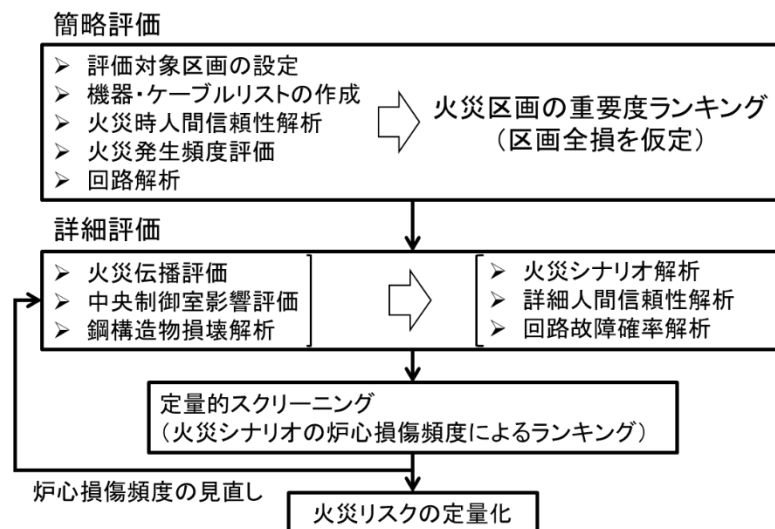 簡略評価
➢ 評価対象区画の設定
➢ 機器・ケーブルリストの作成
➢ 火災時人間信頼性解析
➢ 火災発生頻度評価
➢ 回路解析
火災区画の重要度ランキング
（区画全損を仮定）
詳細評価
➢ 火災伝播評価
➢ 中央制御室影響評価
➢ 鋼構造物損壊解析
➢ 火災シナリオ解析
➢ 詳細人間信頼性解析
➢ 回路故障確率解析
定量的スクリーニング
（火災シナリオの炉心損傷頻度によるランキング）
炉心損傷頻度の見直し
火災リスクの定量化